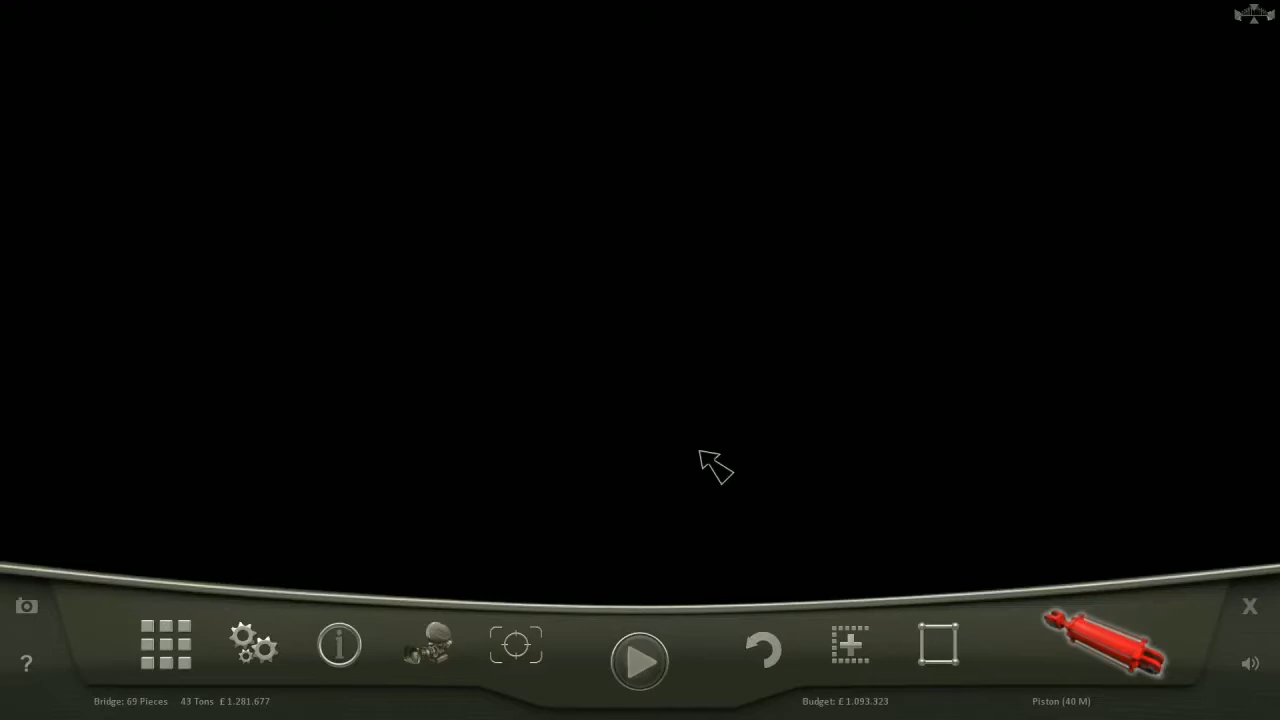 X
?
Bridge: 69 Pieces 43 Tons £ 1.281.677
Budget: £ 1.093.323
Piston (40 M)